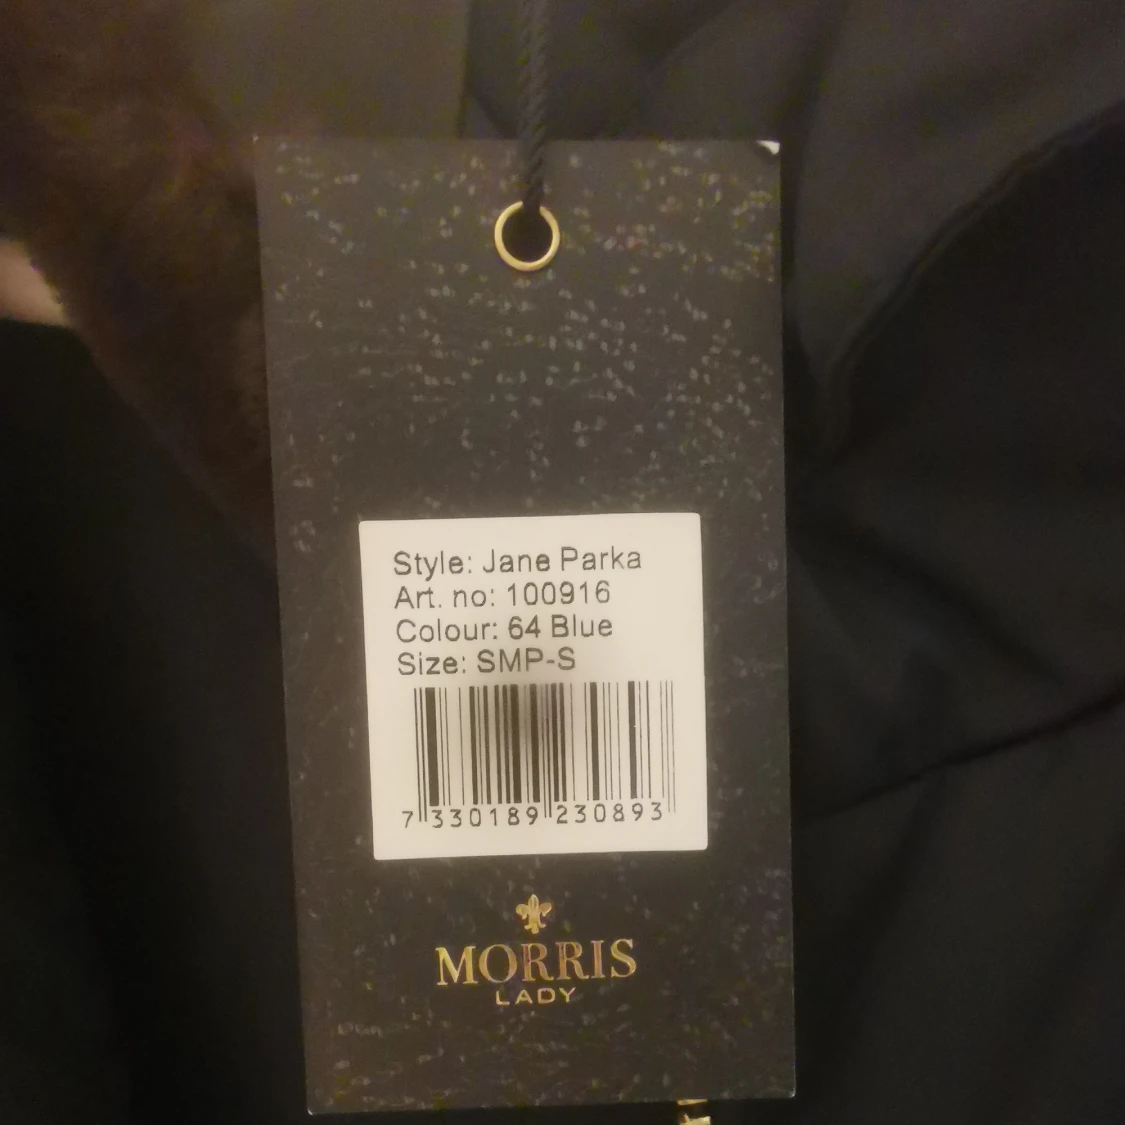 Style: Jane Parka
Art. no: 100916
Colour: 64 Blue
Size: SMP-S
7 330189 230893
MORRIS
LADY